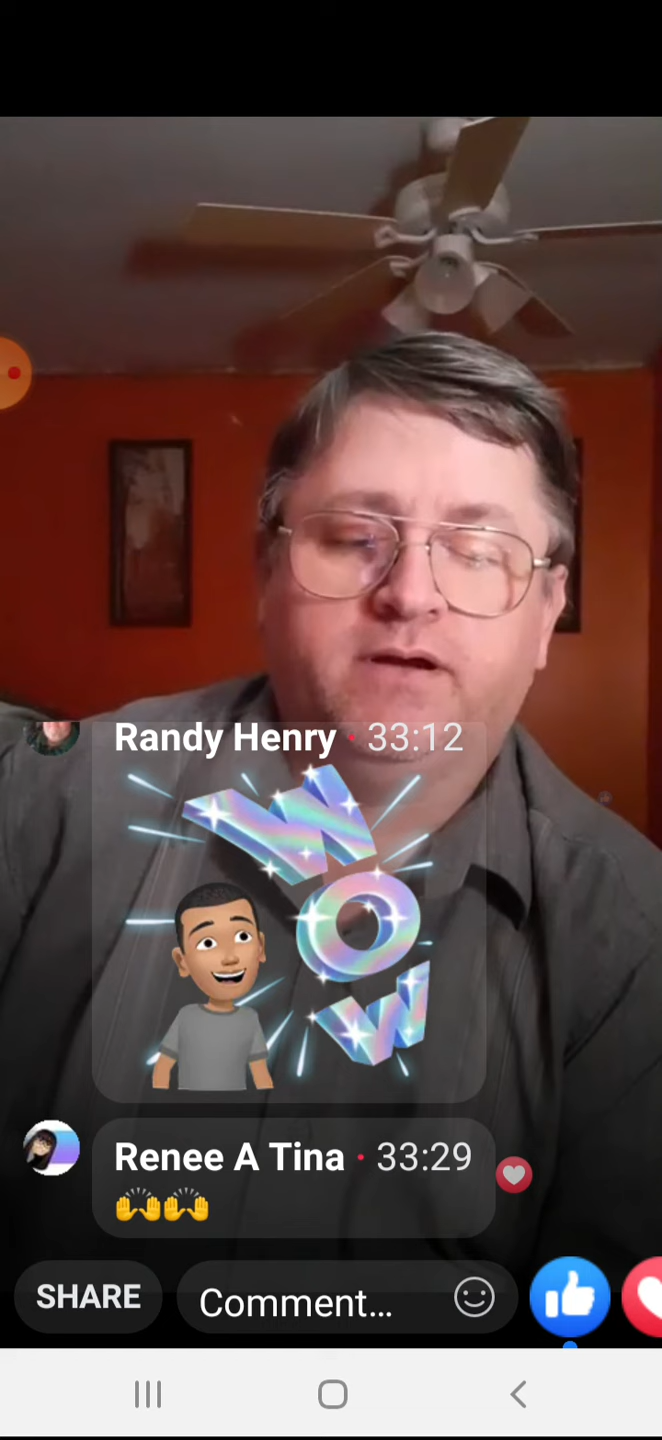 Randy Henry • 33:12
WOW
Renee A Tina • 33:29
🙌🙌
SHARE
Comment...